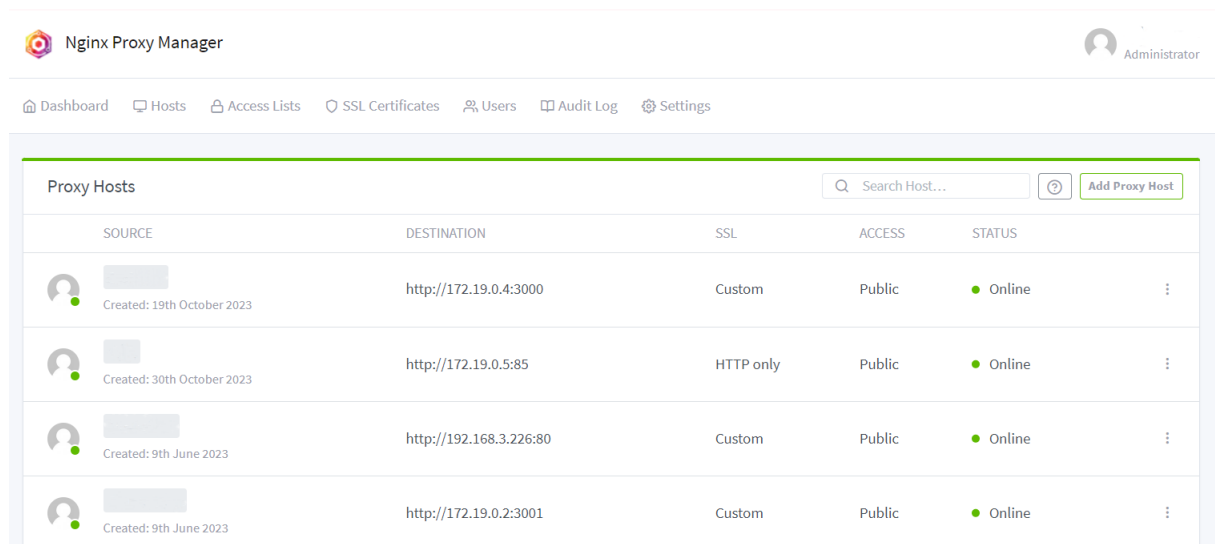 Nginx Proxy Manager
Administrator
Dashboard Hosts Access Lists SSL Certificates Users Audit Log Settings
Proxy Hosts Search Host... Add Proxy Host
SOURCE DESTINATION SSL ACCESS STATUS
http://172.19.0.4:3000 Custom Public Online
Created: 19th October 2023
http://172.19.0.5:85 HTTP only Public Online
Created: 30th October 2023
http://192.168.3.226:80 Custom Public Online
Created: 9th June 2023
http://172.19.0.2:3001 Custom Public Online
Created: 9th June 2023